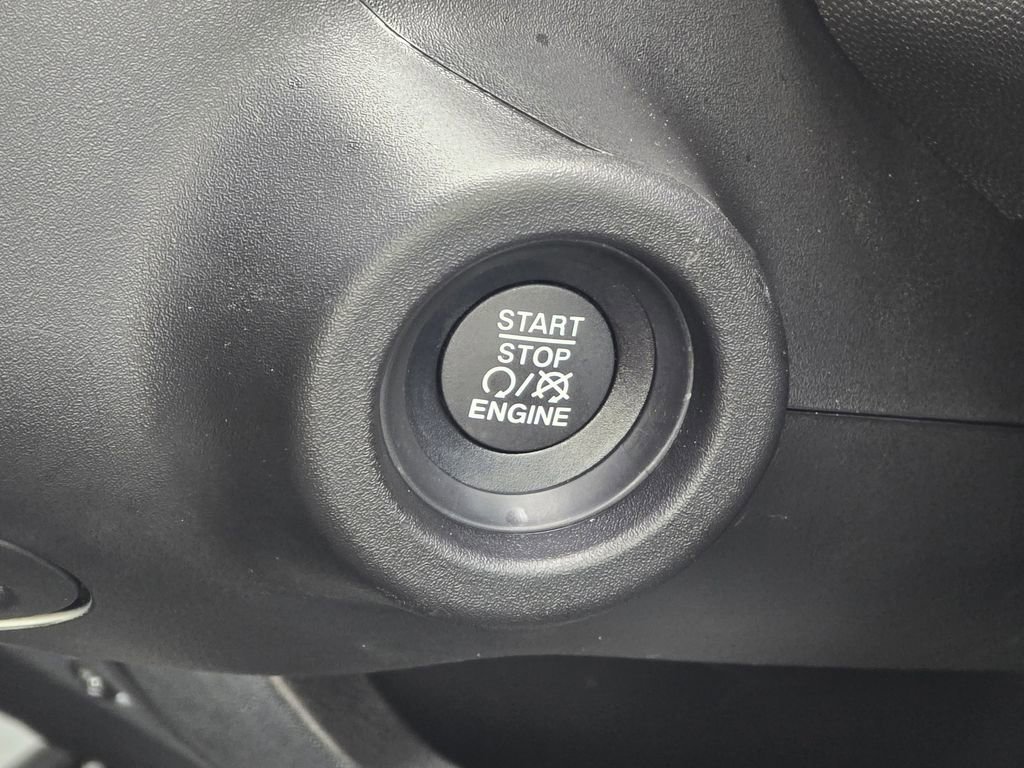 START
STOP
/
ENGINE